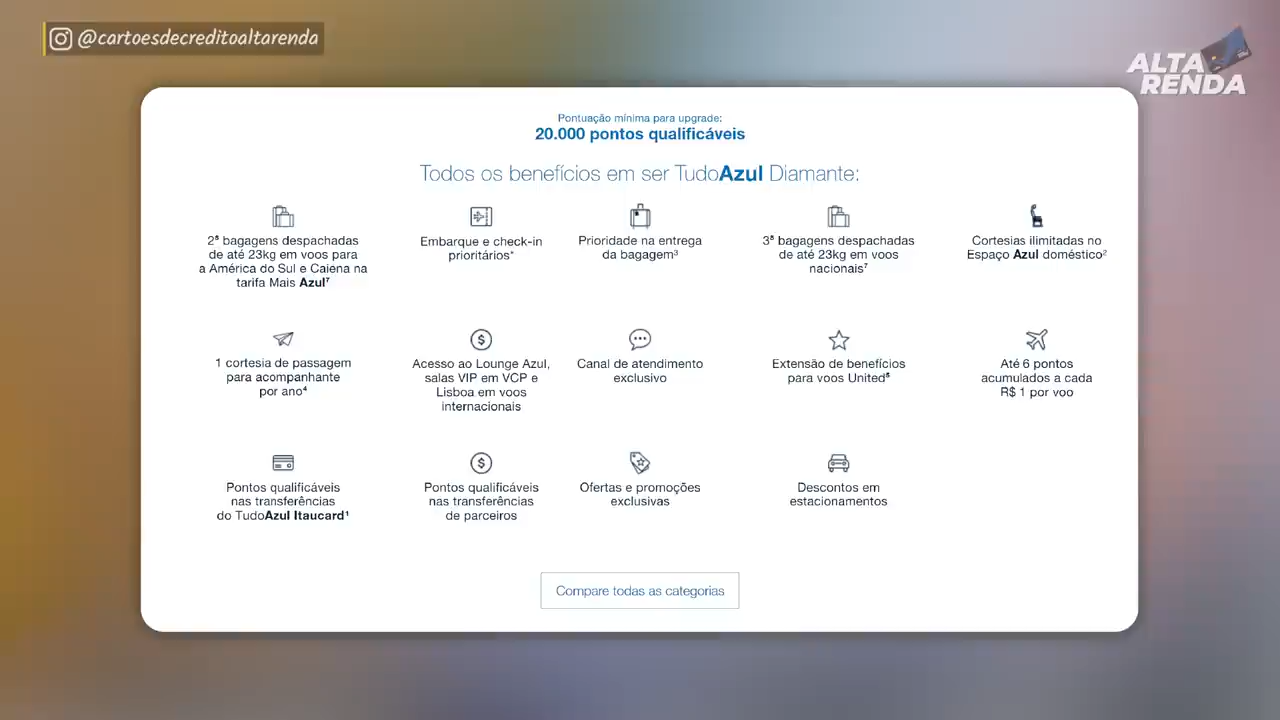 @cartoesdecreditoaltarenda
ALTA
RENDA
Pontuação mínima para upgrade:
20.000 pontos qualificáveis
Todos os benefícios em ser TudoAzul Diamante:
2⁸ bagagens despachadas
de até 23kg em voos para
a América do Sul e Caiena na
tarifa Mais Azul⁷
Embarque e check-in
prioritários*
Prioridade na entrega
da bagagem³
3⁸ bagagens despachadas
de até 23kg em voos
nacionais⁷
Cortesias ilimitadas no
Espaço Azul doméstico²
1 cortesia de passagem
para acompanhante
por ano⁴
Acesso ao Lounge Azul,
salas VIP em VCP e
Lisboa em voos
internacionais
Canal de atendimento
exclusivo
Extensão de benefícios
para voos United⁵
Até 6 pontos
acumulados a cada
R$ 1 por voo
Pontos qualificáveis
nas transferências
do TudoAzul Itaucard¹
Pontos qualificáveis
nas transferências
de parceiros
Ofertas e promoções
exclusivas
Descontos em
estacionamentos
Compare todas as categorias